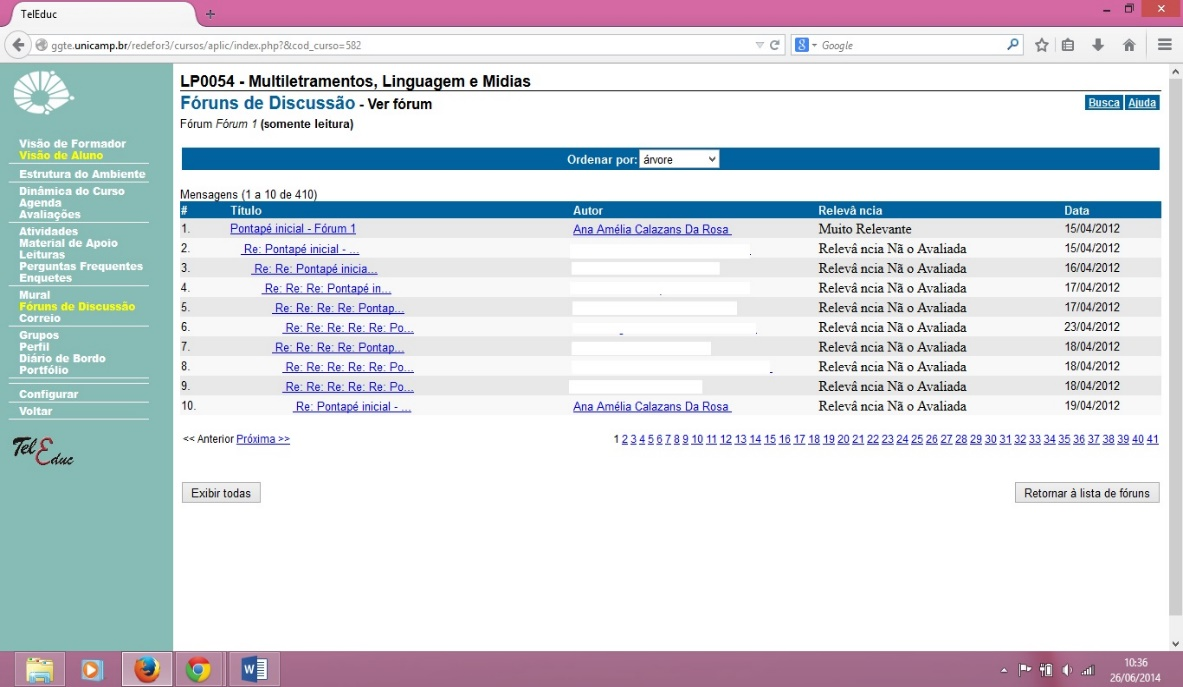 TelEduc
ggte.unicamp.br/redefor3/cursos/aplic/index.php?&cod_curso=582
Google
LP0054 - Multiletramentos, Linguagem e Midias
Fóruns de Discussão - Ver fórum
Busca Ajuda
Fórum Fórum 1 (somente leitura)
Visão de Formador
Visão de Aluno
Estrutura do Ambiente
Dinâmica do Curso
Agenda
Avaliações
Atividades
Material de Apoio
Leituras
Perguntas Frequentes
Enquetes
Mural
Fóruns de Discussão
Correio
Grupos
Perfil
Diário de Bordo
Portfólio
Configurar
Voltar
TelEduc
Ordenar por: árvore
Mensagens (1 a 10 de 410)
# Título Autor Relevâ ncia Data
1. Pontapé inicial - Fórum 1 Ana Amélia Calazans Da Rosa Muito Relevante 15/04/2012
2. Re: Pontapé inicial - ... Relevâ ncia Nã o Avaliada 15/04/2012
3. Re: Re: Pontapé inicia... Relevâ ncia Nã o Avaliada 16/04/2012
4. Re: Re: Re: Pontapé in... Relevâ ncia Nã o Avaliada 17/04/2012
5. Re: Re: Re: Re: Pontap... Relevâ ncia Nã o Avaliada 17/04/2012
6. Re: Re: Re: Re: Re: Po... Relevâ ncia Nã o Avaliada 23/04/2012
7. Re: Re: Re: Re: Pontap... Relevâ ncia Nã o Avaliada 18/04/2012
8. Re: Re: Re: Re: Re: Po... Relevâ ncia Nã o Avaliada 18/04/2012
9. Re: Re: Re: Re: Re: Po... Relevâ ncia Nã o Avaliada 18/04/2012
10. Re: Pontapé inicial - ... Ana Amélia Calazans Da Rosa Relevâ ncia Nã o Avaliada 19/04/2012
<< Anterior Próxima >> 1 2 3 4 5 6 7 8 9 10 11 12 13 14 15 16 17 18 19 20 21 22 23 24 25 26 27 28 29 30 31 32 33 34 35 36 37 38 39 40 41
Exibir todas Retornar à lista de fóruns
10:36
26/06/2014